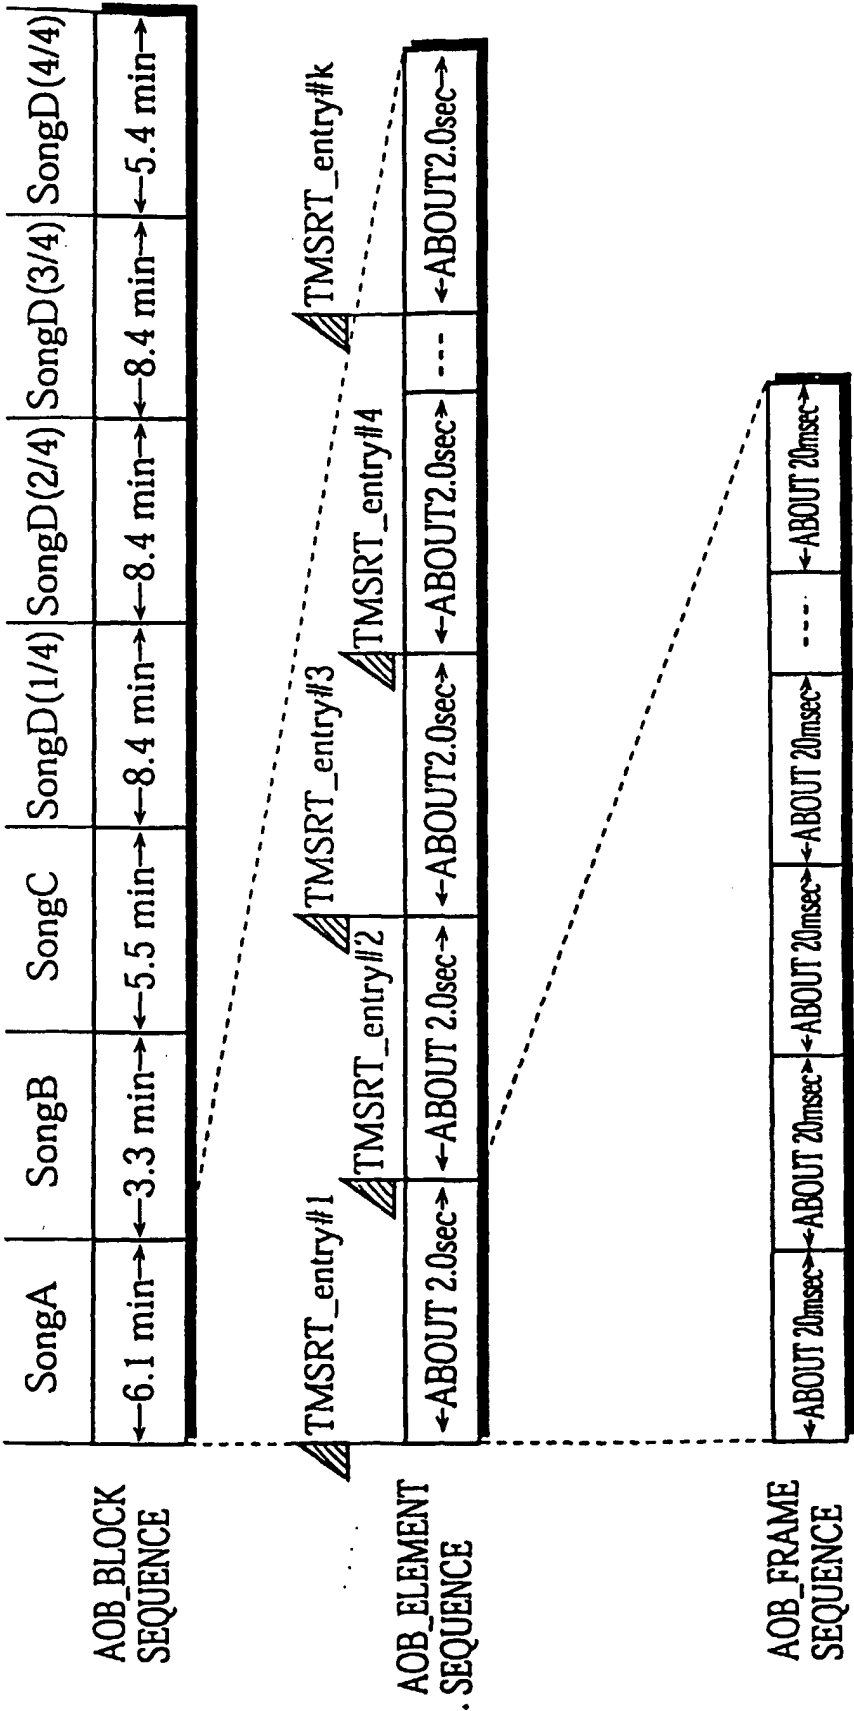 SongA
SongB
SongC
SongD(1/4)
SongD(2/4)
SongD(3/4)
SongD(4/4)
AOB_BLOCK
SEQUENCE
6.1 min
3.3 min
5.5 min
8.4 min
8.4 min
8.4 min
5.4 min
TMSRT_entry#1
TMSRT_entry#2
TMSRT_entry#3
TMSRT_entry#4
TMSRT_entry#k
AOB_ELEMENT
SEQUENCE
ABOUT 2.0sec
ABOUT 2.0sec
ABOUT2.0sec
ABOUT2.0sec
----
ABOUT2.0sec
AOB_FRAME
SEQUENCE
ABOUT 20msec
ABOUT 20msec
ABOUT 20msec
ABOUT 20msec
----
ABOUT 20msec